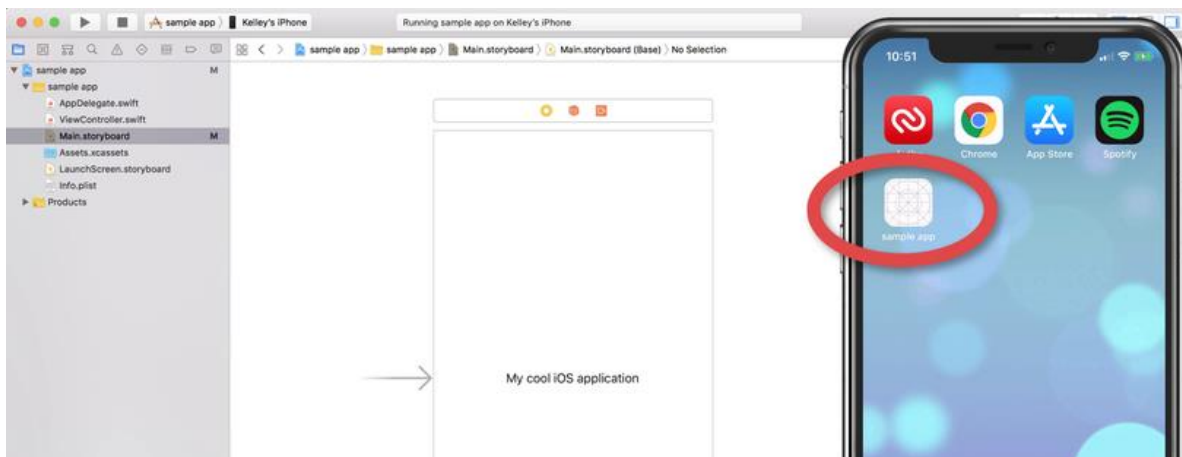 sample app
Kelley's iPhone
Running sample app on Kelley's iPhone
sample app
sample app
Main.storyboard
Main.storyboard (Base)
No Selection
sample app
M
sample app
AppDelegate.swift
ViewController.swift
Main.storyboard
M
Assets.xcassets
LaunchScreen.storyboard
Info.plist
Products
My cool iOS application
10:51
Chrome
App Store
Spotify
sample app